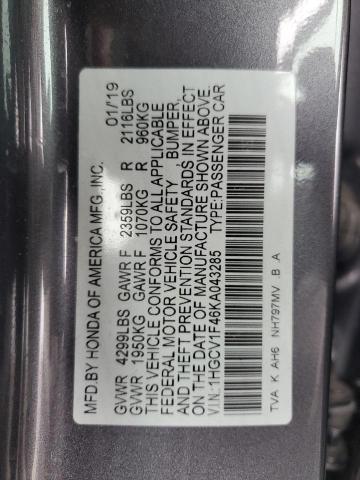 MFD.BY HONDA OF AMERICA MFG.,INC. 01/'19
GVWR 4299LBS GAWR F 2359LBS R 2116LBS
GVWR 1950KG GAWR F 1070KG R 960KG
THIS VEHICLE CONFORMS TO ALL APPLICABLE
FEDERAL MOTOR VEHICLE SAFETY , BUMPER,
AND THEFT PREVENTION STANDARDS IN EFFECT
ON THE DATE OF MANUFACTURE SHOWN ABOVE.
V.I.N:1HGCV1F46KA043285 TYPE:PASSENGER CAR
TVA K AH6 NH797MV B A